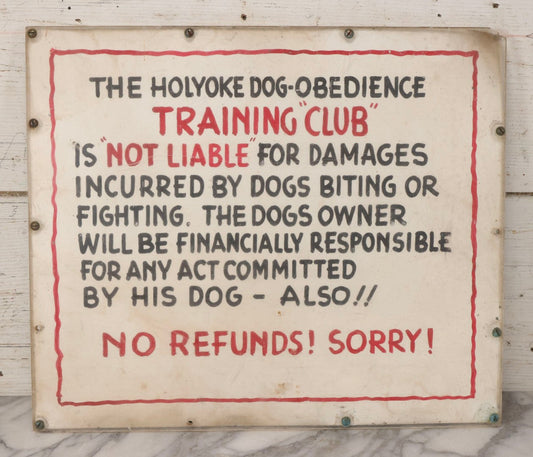 THE HOLYOKE DOG-OBEDIENCE
TRAINING "CLUB"
IS "NOT LIABLE" FOR DAMAGES
INCURRED BY DOGS BITING OR
FIGHTING. THE DOGS OWNER
WILL BE FINANCIALLY RESPONSIBLE
FOR ANY ACT COMMITTED
BY HIS DOG - ALSO!!
NO REFUNDS! SORRY!